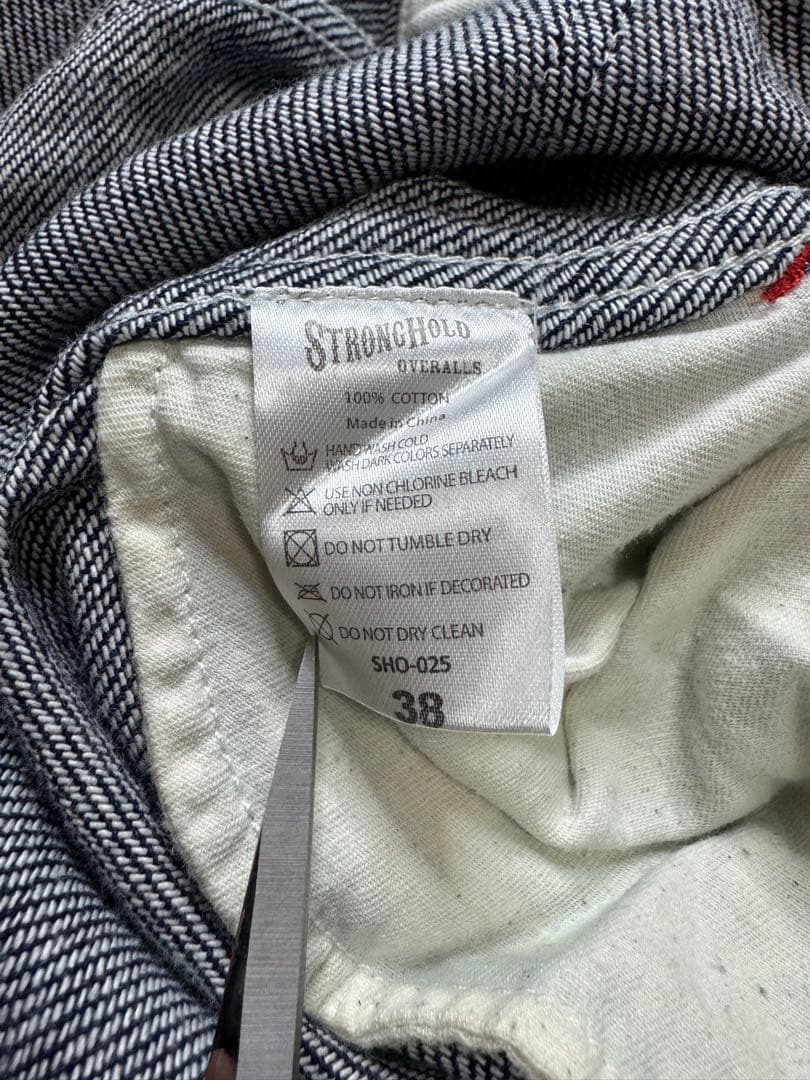 STRONGHOLD
OVERALLS
100% COTTON
Made in China
HAND WASH COLD
WASH DARK COLORS SEPARATELY
USE NON CHLORINE BLEACH
ONLY IF NEEDED
DO NOT TUMBLE DRY
DO NOT IRON IF DECORATED
DO NOT DRY CLEAN
SHO-025
38